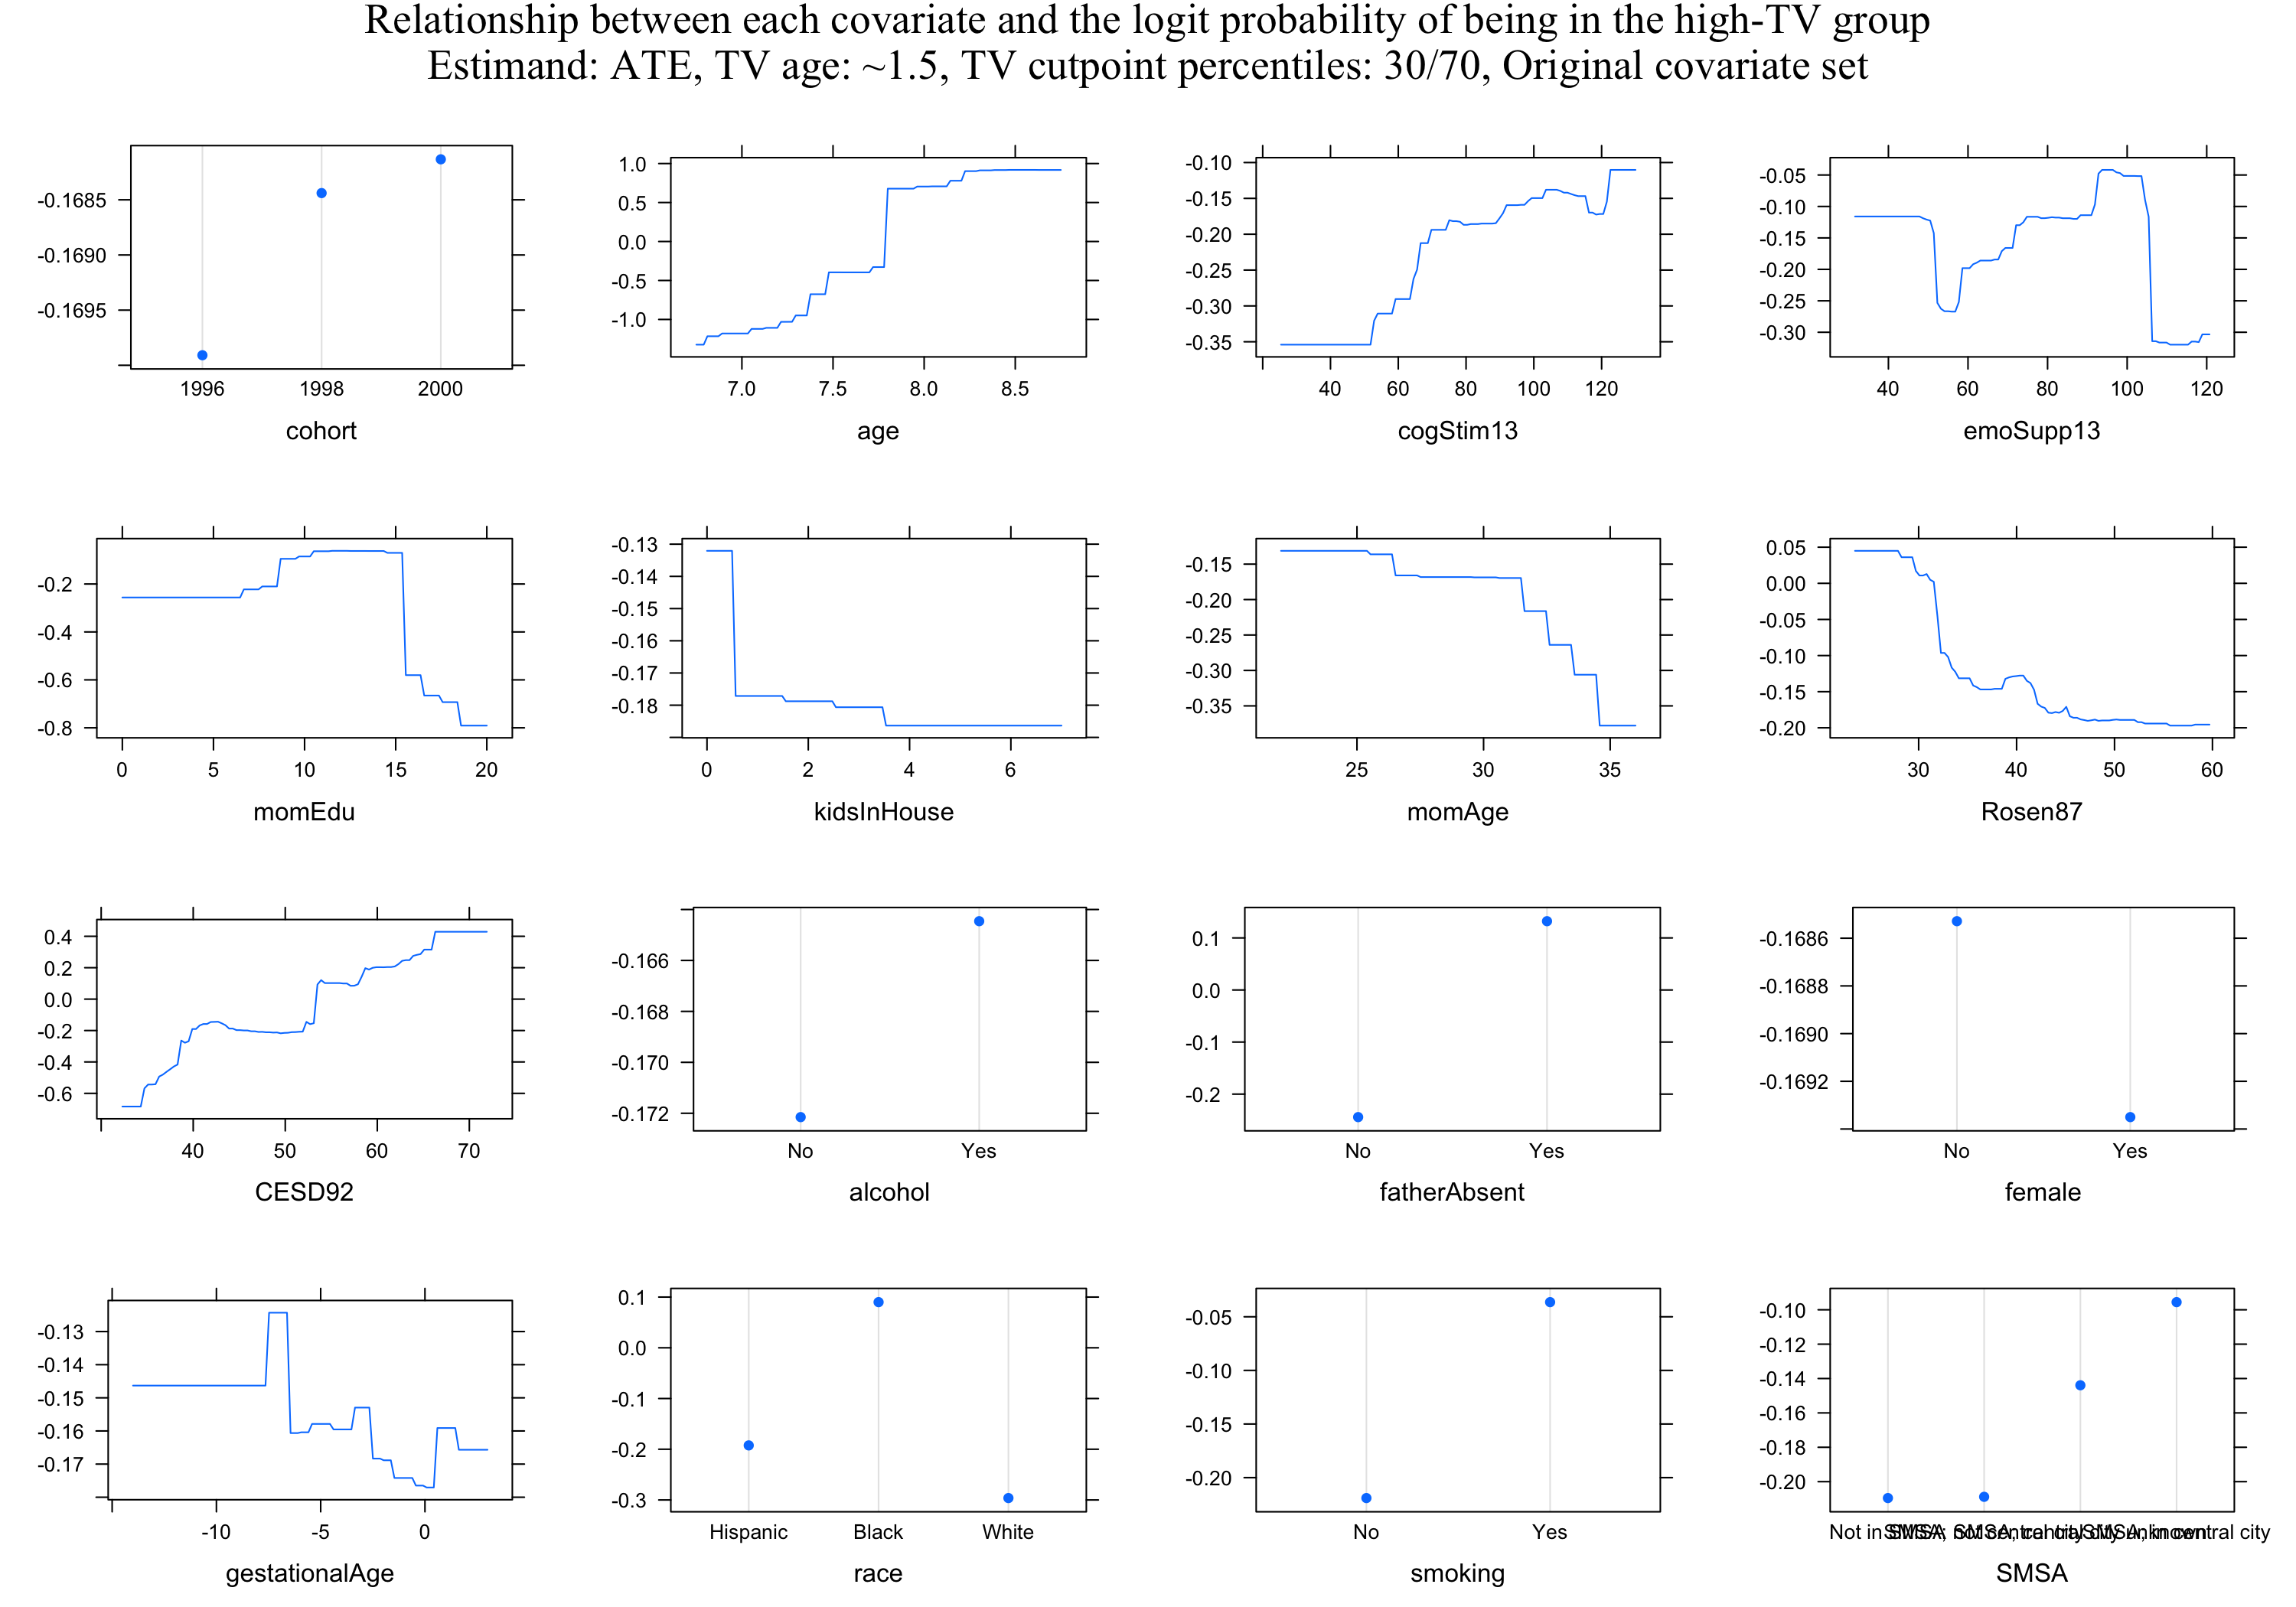 Relationship between each covariate and the logit probability of being in the high-TV group
Estimand: ATE, TV age: ~1.5, TV cutpoint percentiles: 30/70, Original covariate set
-0.1685
-0.1690
-0.1695
1996 1998 2000
cohort
1.0
0.5
0.0
-0.5
-1.0
7.0 7.5 8.0 8.5
age
-0.10
-0.15
-0.20
-0.25
-0.30
-0.35
40 60 80 100 120
cogStim13
-0.05
-0.10
-0.15
-0.20
-0.25
-0.30
40 60 80 100 120
emoSupp13
-0.2
-0.4
-0.6
-0.8
0 5 10 15 20
momEdu
-0.13
-0.14
-0.15
-0.16
-0.17
-0.18
0 2 4 6
kidsInHouse
-0.15
-0.20
-0.25
-0.30
-0.35
25 30 35
momAge
0.05
0.00
-0.05
-0.10
-0.15
-0.20
30 40 50 60
Rosen87
0.4
0.2
0.0
-0.2
-0.4
-0.6
40 50 60 70
CESD92
-0.166
-0.168
-0.170
-0.172
No Yes
alcohol
0.1
0.0
-0.1
-0.2
No Yes
fatherAbsent
-0.1686
-0.1688
-0.1690
-0.1692
No Yes
female
-0.13
-0.14
-0.15
-0.16
-0.17
-10 -5 0
gestationalAge
0.1
0.0
-0.1
-0.2
-0.3
Hispanic Black White
race
-0.05
-0.10
-0.15
-0.20
No Yes
smoking
-0.10
-0.12
-0.14
-0.16
-0.18
-0.20
Not in central city
SMSA